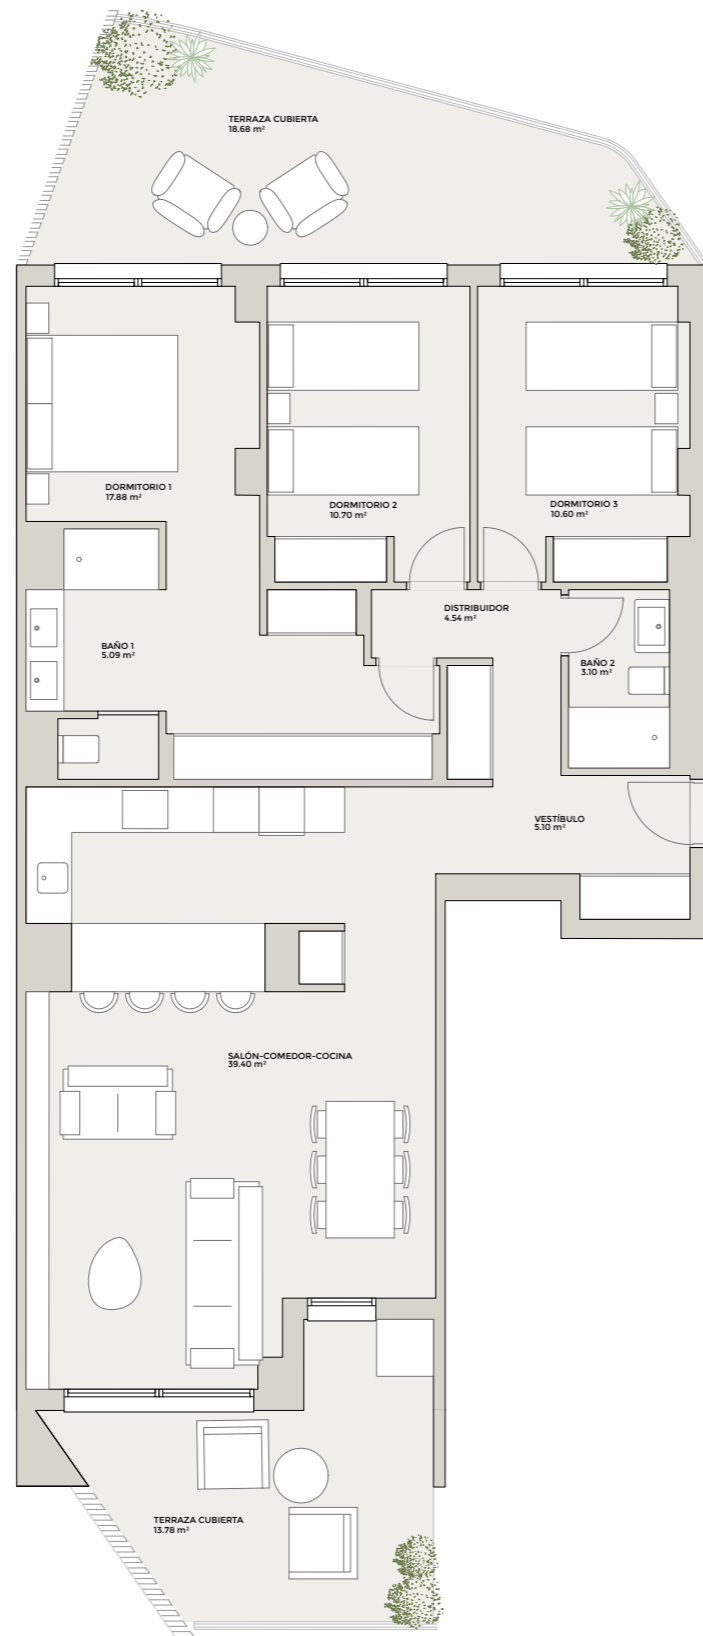 TERRAZA CUBIERTA
18.68 m²
DORMITORIO 1
17.88 m²
DORMITORIO 2
10.70 m²
DORMITORIO 3
10.60 m²
DISTRIBUIDOR
4.54 m²
BAÑO 1
5.09 m²
BAÑO 2
3.10 m²
VESTÍBULO
5.10 m²
SALÓN-COMEDOR-COCINA
39.40 m²
TERRAZA CUBIERTA
13.78 m²